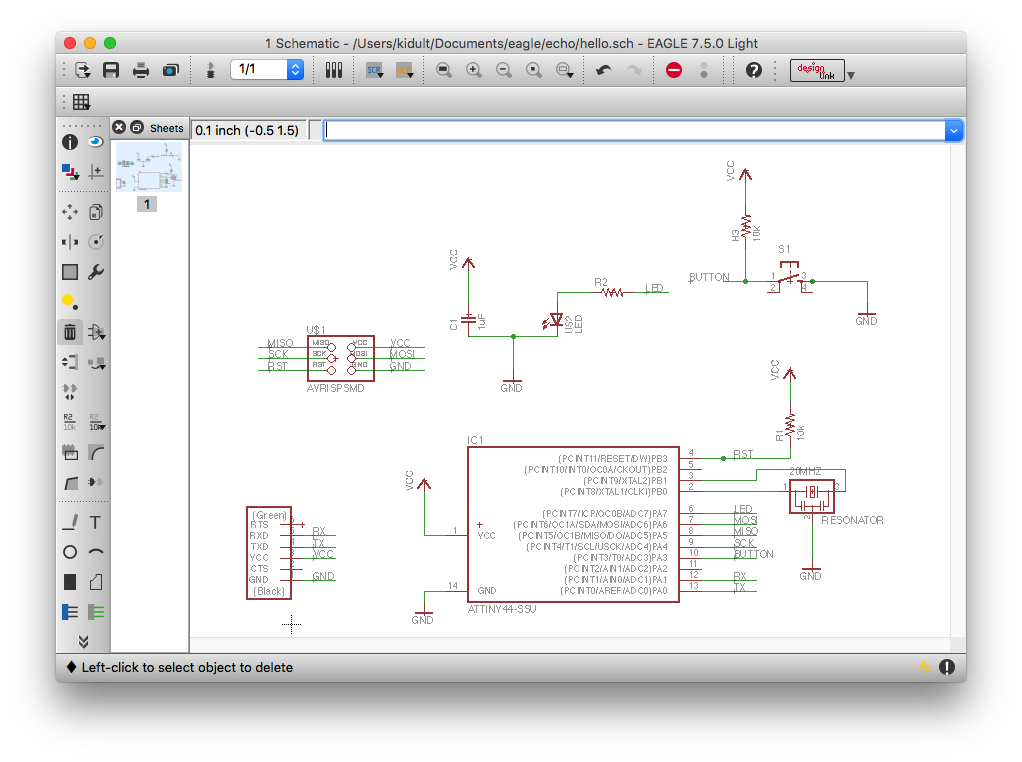 1 Schematic - /Users/kidult/Documents/eagle/echo/hello.sch - EAGLE 7.5.0 Light
1/1
SCR
ULP
design link
Sheets
0.1 inch (-0.5 1.5)
1
R2
10k
R2
10k
T
VCC
R3
10k
S1
BUTTON
1
3
2
4
GND
VCC
C1
1uF
R2
LED
U$2
LED
GND
U$1
MISO
MISO
VCC
VCC
SCK
SCK
MOSI
MOSI
RST
RST
GND
GND
AVRISPSMD
VCC
R1
10k
IC1
(PCINT11/RESET/DW)PB3
4
RST
(PCINT10/INT0/OC0A/CKOUT)PB2
5
(PCINT9/XTAL2)PB1
3
(PCINT8/XTAL1/CLKI)PB0
2
20MHZ
1
3
2
RESONATOR
GND
(PCINT7/ICP/OC0B/ADC7)PA7
6
LED
(PCINT6/OC1A/SDA/MOSI/ADC6)PA6
7
MOSI
(PCINT5/OC1B/MISO/DO/ADC5)PA5
8
MISO
(PCINT4/T1/SCL/USCK/ADC4)PA4
9
SCK
(PCINT3/T0/ADC3)PA3
10
BUTTON
(PCINT2/AIN1/ADC2)PA2
11
(PCINT1/AIN0/ADC1)PA1
12
RX
(PCINT0/AREF/ADC0)PA0
13
TX
VCC
1
VCC
14
GND
GND
ATTINY44-SSU
(Green)
RTS
RXD
RX
TXD
TX
VCC
VCC
CTS
GND
GND
(Black)
Left-click to select object to delete